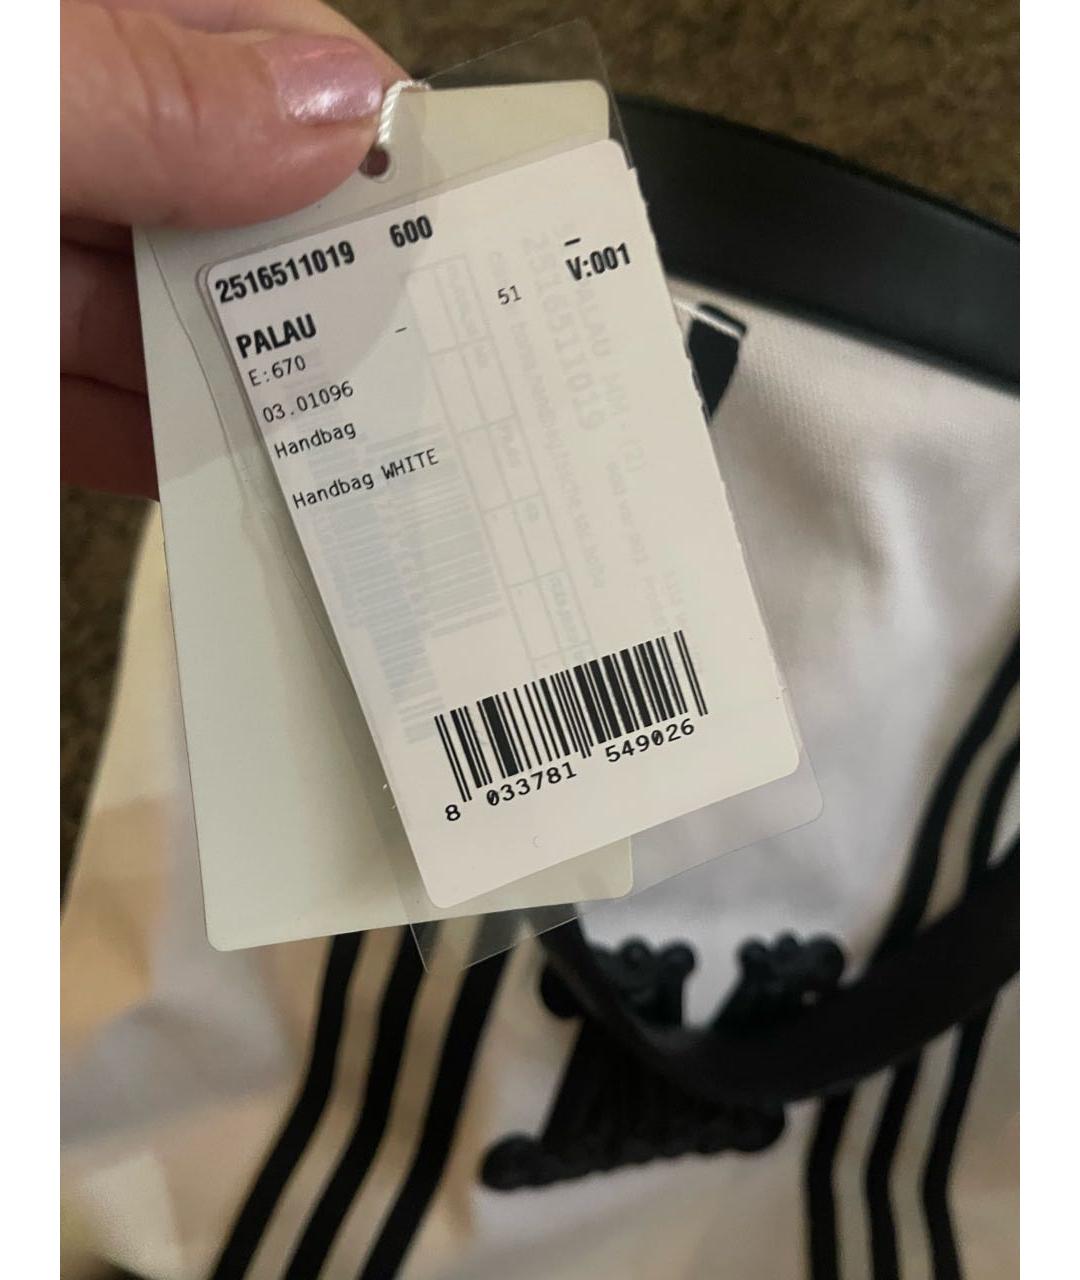 2516511019 600 –
V:001
PALAU – 51
E:670
03.01096
Handbag
Handbag WHITE
8 033781 549026